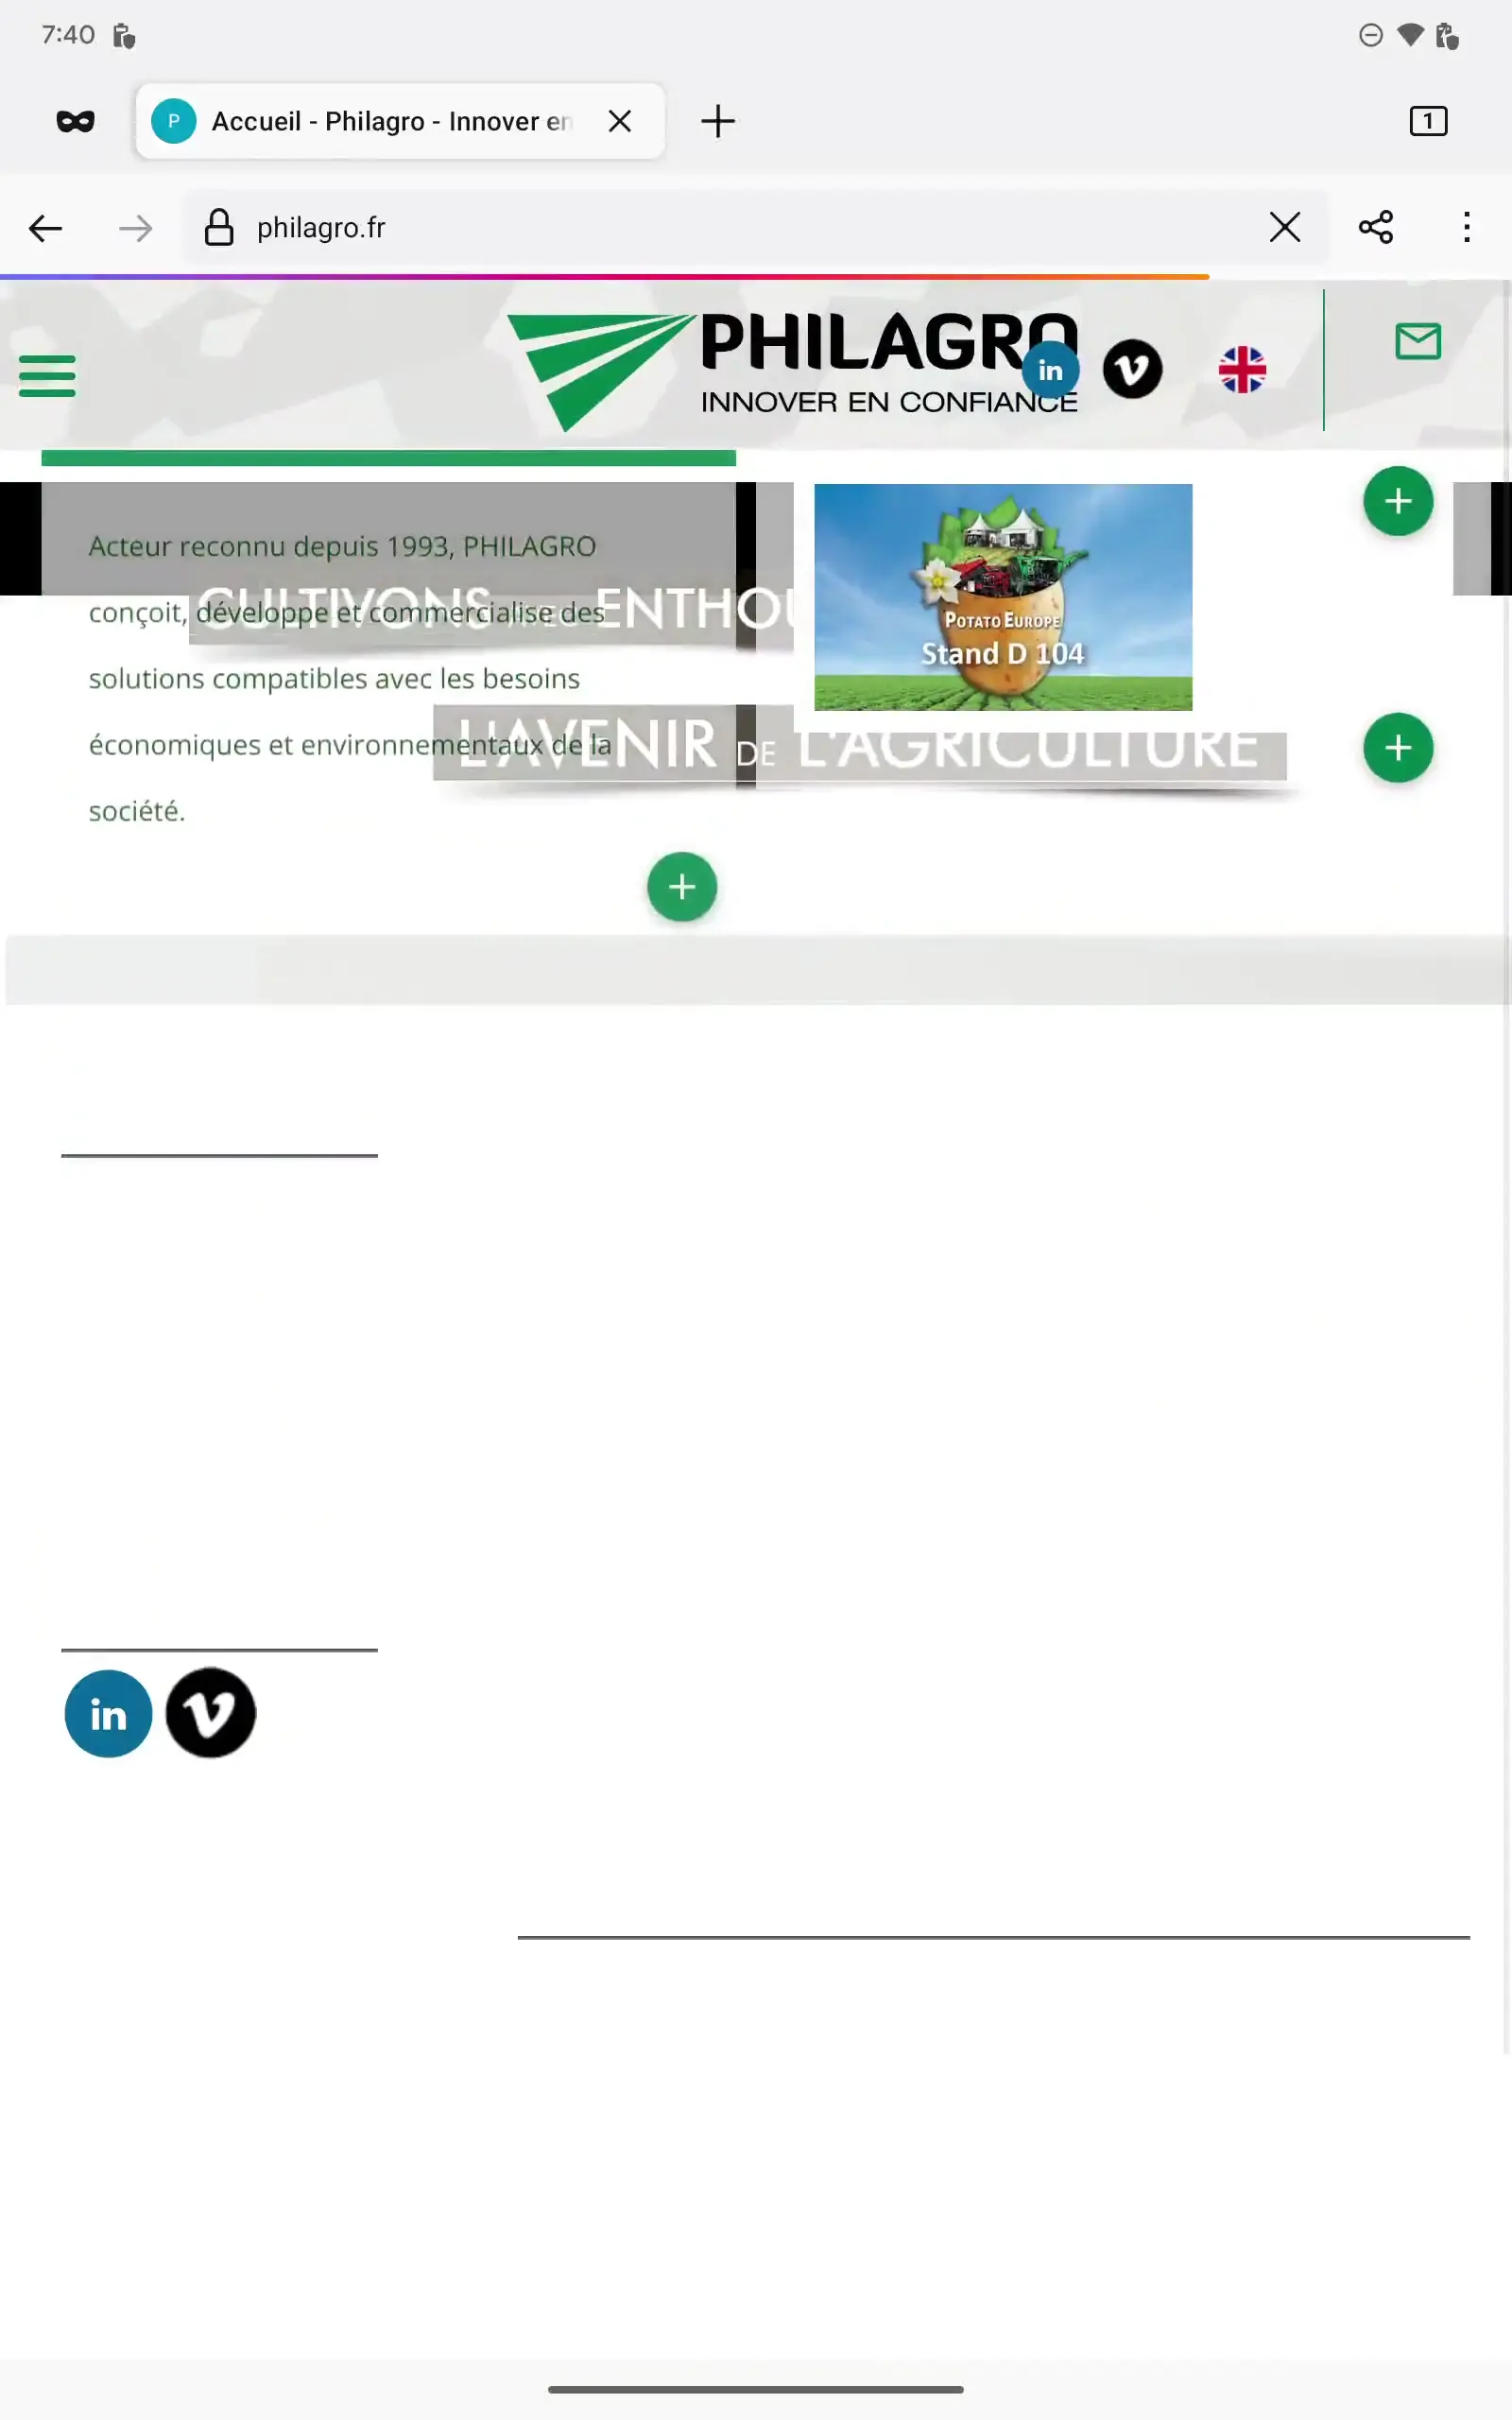 7:40
P
Accueil - Philagro - Innover en
1
philagro.fr
PHILAGRO
INNOVER EN CONFIANCE
in
Acteur reconnu depuis 1993, PHILAGRO
conçoit, développe et commercialise des
solutions compatibles avec les besoins
économiques et environnementaux de la
société.
CULTIVONS AVEC
L'AVENIR DE L'AGRICULTURE
POTATO EUROPE
Stand D 104
in